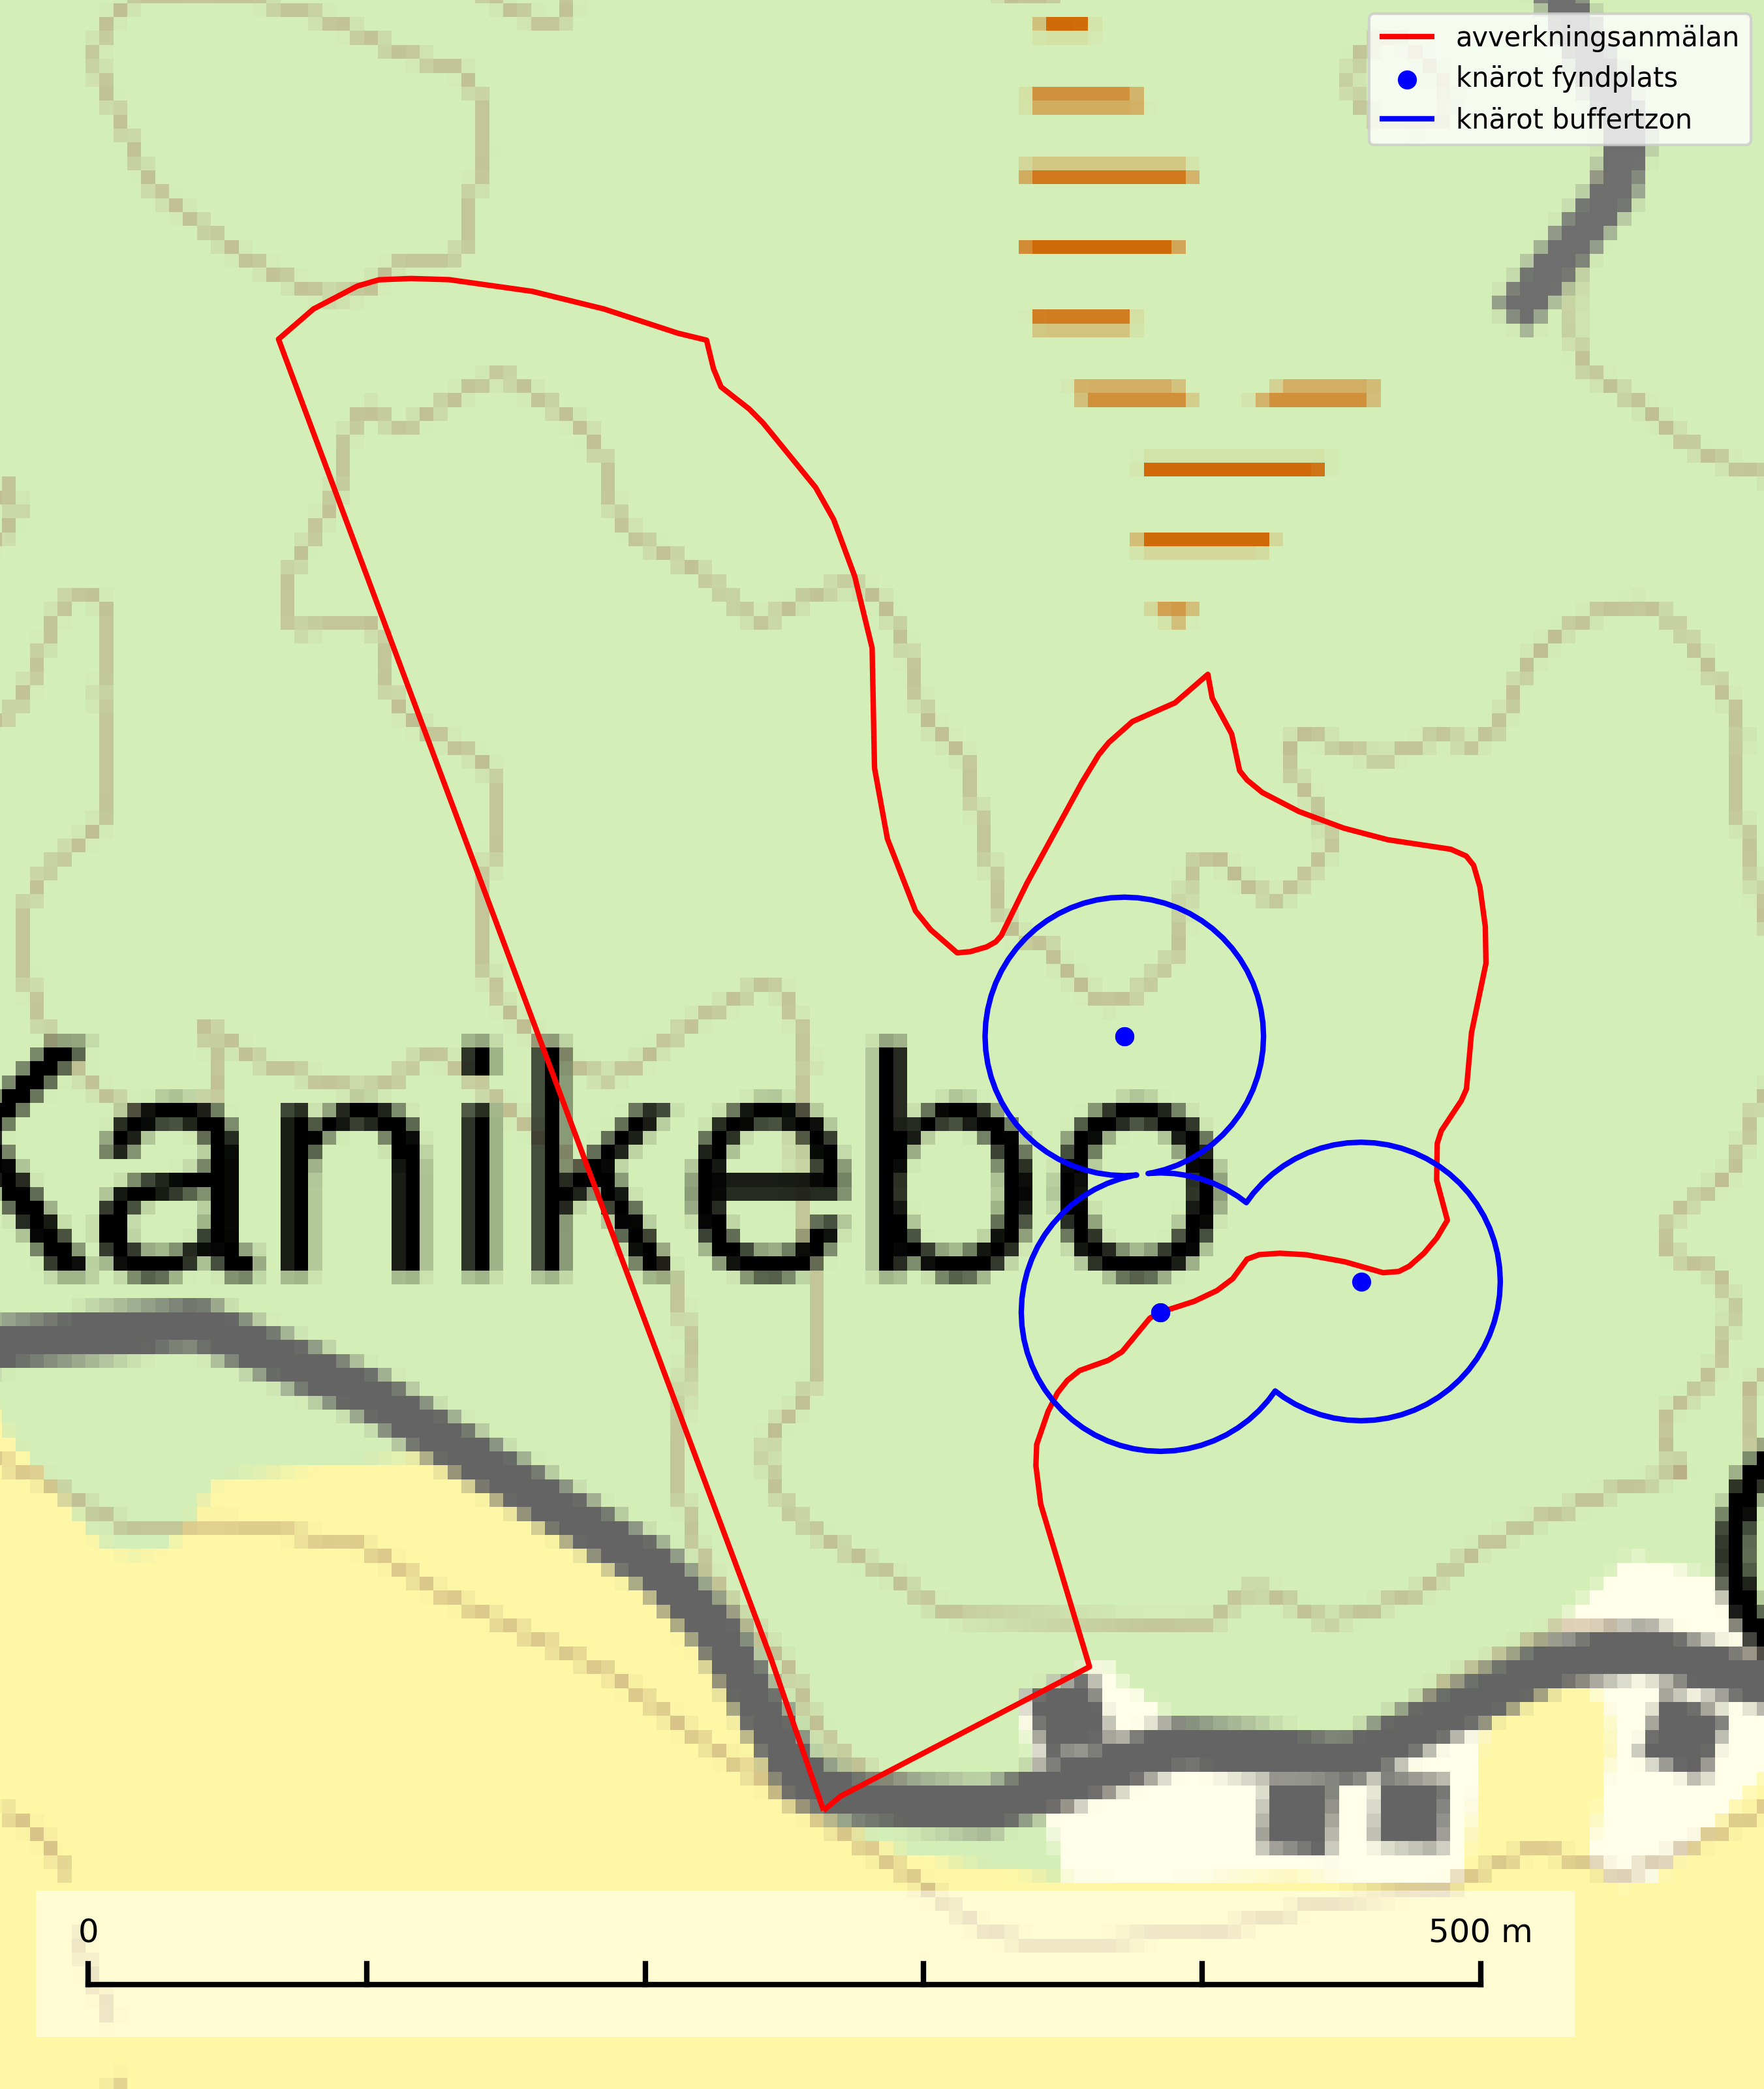 avverkningsanmälan
knärot fyndplats
knärot buffertzon
Kanikebo
0 500 m